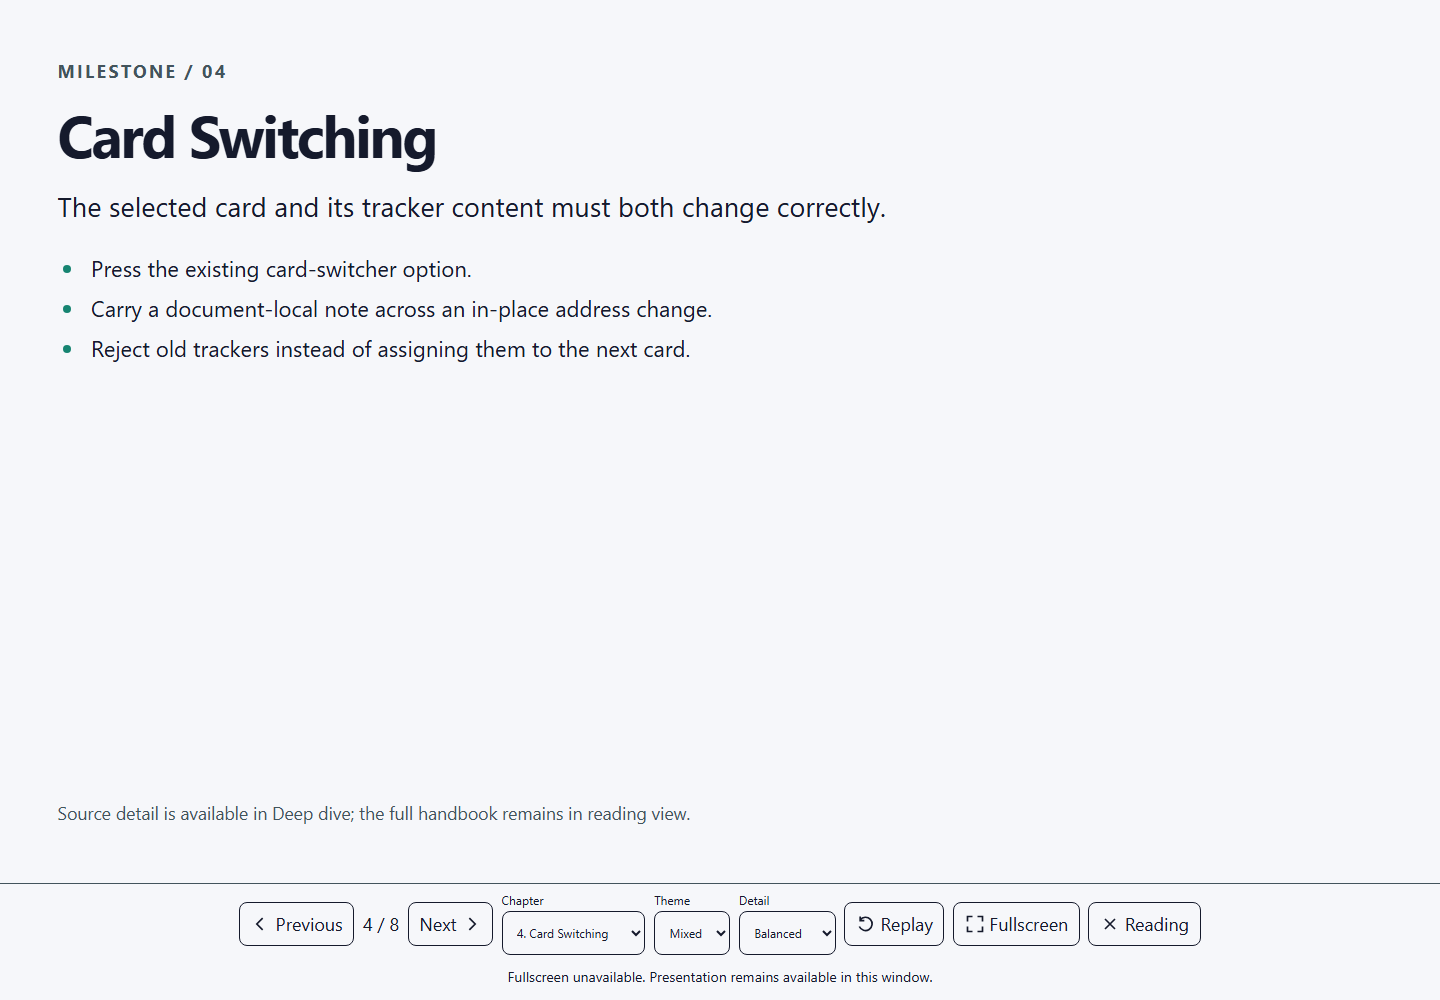 MILESTONE / 04
Card Switching
The selected card and its tracker content must both change correctly.
Press the existing card-switcher option.
Carry a document-local note across an in-place address change.
Reject old trackers instead of assigning them to the next card.
Source detail is available in Deep dive; the full handbook remains in reading view.
Chapter Theme Detail
Previous 4 / 8 Next 4. Card Switching Mixed Balanced Replay Fullscreen Reading
Fullscreen unavailable. Presentation remains available in this window.